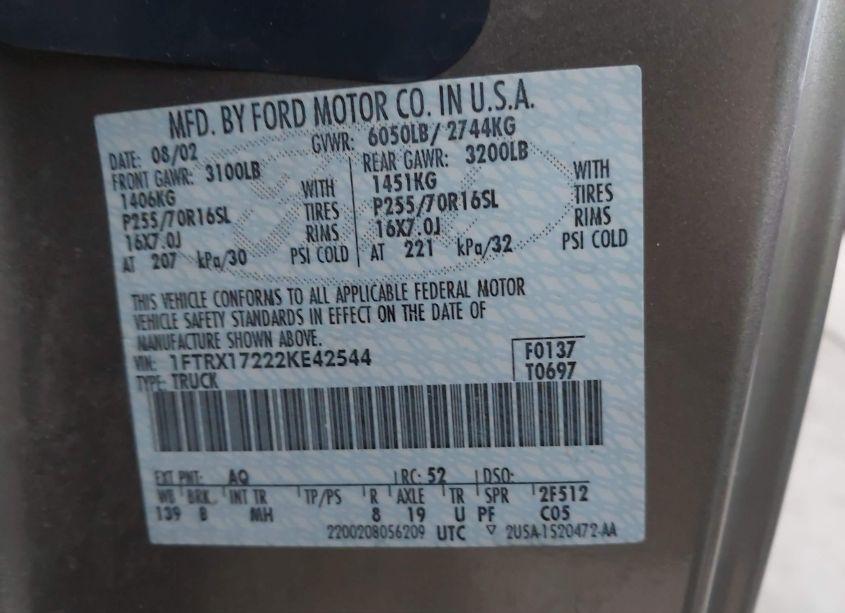 MFD. BY FORD MOTOR CO. IN U.S.A.
DATE: 08/02 GVWR: 6050LB/ 2744KG
FRONT GAWR: 3100LB REAR GAWR: 3200LB
1406KG WITH 1451KG WITH
P255/70R16SL TIRES P255/70R16SL TIRES
16X7.0J RIMS 16X7.0J RIMS
AT 207 kPa/30 PSI COLD AT 221 kPa/32 PSI COLD
THIS VEHICLE CONFORMS TO ALL APPLICABLE FEDERAL MOTOR
VEHICLE SAFETY STANDARDS IN EFFECT ON THE DATE OF
MANUFACTURE SHOWN ABOVE.
VIN: 1FTRX17222KE42544 F0137
TYPE: TRUCK T0697
EXT PNT: AQ RC: 52 DSO:
WB BRK INT TR TP/PS R AXLE TR SPR 2F512
139 B MH 8 19 U PF C05
2200208056209 UTC ▽ 2USA-1520472-AA